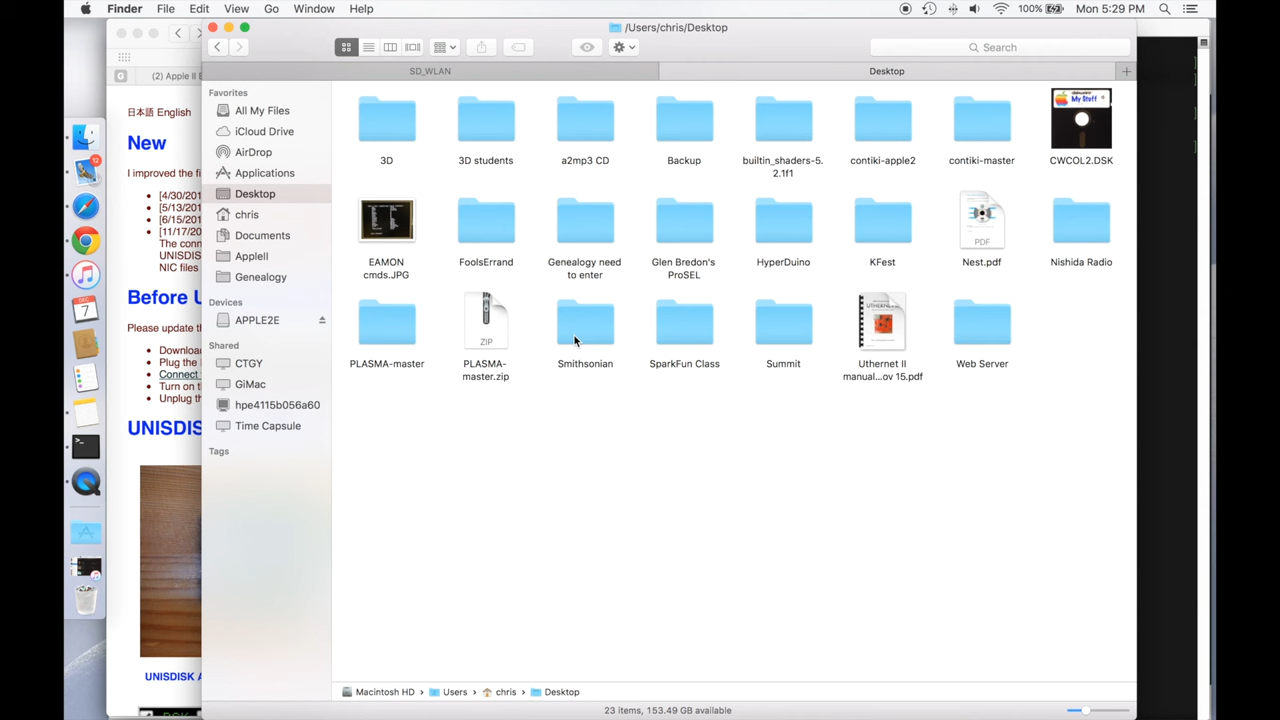 Finder File Edit View Go Window Help 100% Mon 5:29 PM
/Users/chris/Desktop
Search
SD_WLAN Desktop
(2) Apple II E
日本語 English
New
I improved the fi
[4/30/201
[5/13/201
[6/15/201
[11/17/20
The conn
UNISDISK
NIC files
Before U
Please update th
Download
Plug the
Connect
Turn on t
Unplug th
UNISDIS
UNISDISK A
12
DEC
7
Favorites
All My Files
iCloud Drive
AirDrop
Applications
Desktop
chris
Documents
AppleII
Genealogy
Devices
APPLE2E
Shared
CTGY
GiMac
hpe4115b056a60
Time Capsule
Tags
My Stuff
3D 3D students a2mp3 CD Backup builtin_shaders-5. contiki-apple2 contiki-master CWCOL2.DSK
2.1f1
PDF
EAMON FoolsErrand Genealogy need Glen Bredon's HyperDuino KFest Nest.pdf Nishida Radio
cmds.JPG to enter ProSEL
ZIP
PLASMA-master PLASMA- Smithsonian SparkFun Class Summit Uthernet II Web Server
master.zip manual...ov 15.pdf
Macintosh HD › Users › chris › Desktop
23 items, 153.49 GB available